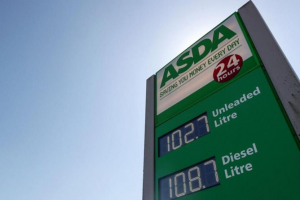 ASDA
SAVING YOU MONEY EVERY DAY
24
hours
102.7
Unleaded
Litre
108.7
Diesel
Litre